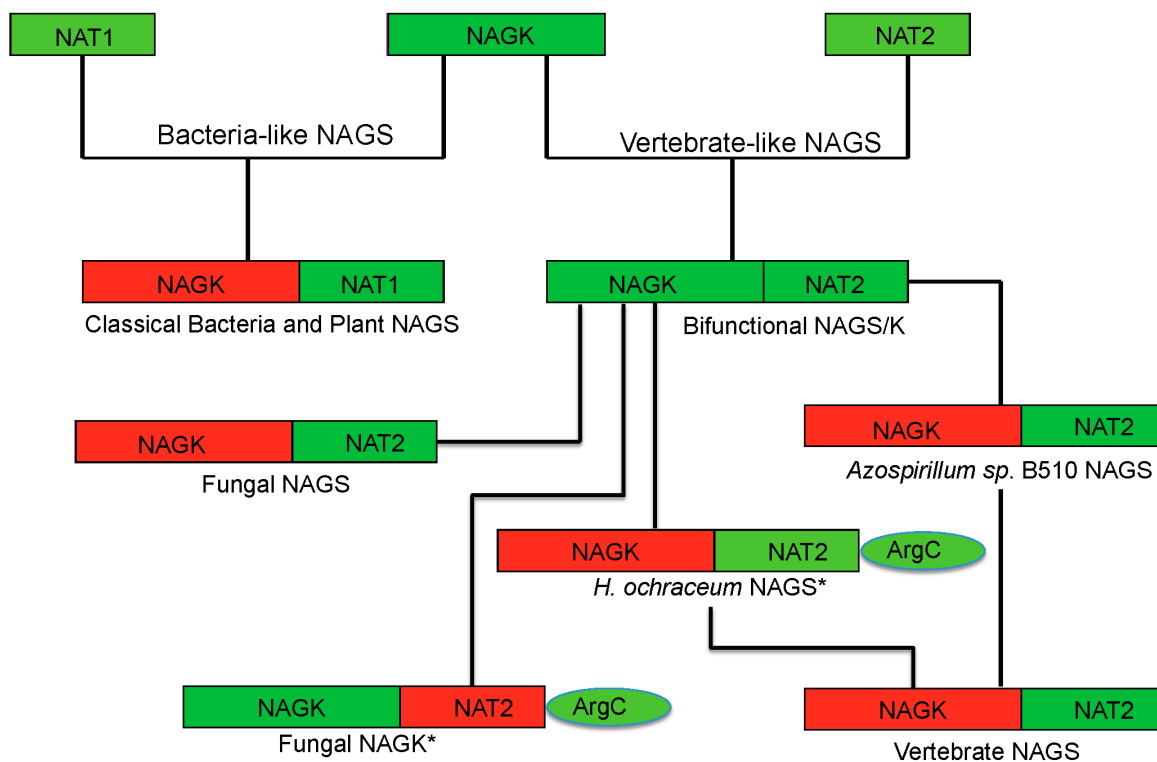 NAT1
NAGK
NAT2
Bacteria-like NAGS
Vertebrate-like NAGS
NAGK NAT1
Classical Bacteria and Plant NAGS
NAGK NAT2
Bifunctional NAGS/K
NAGK NAT2
Fungal NAGS
NAGK NAT2
Azospirillum sp. B510 NAGS
NAGK NAT2 ArgC
H. ochraceum NAGS*
NAGK NAT2 ArgC
Fungal NAGK*
NAGK NAT2
Vertebrate NAGS